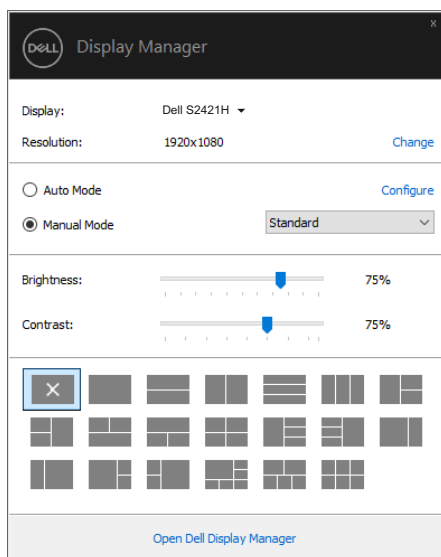 x
DELL Display Manager
Display: Dell S2421H
Resolution: 1920x1080 Change
Auto Mode Configure
Manual Mode Standard
Brightness: 75%
Contrast: 75%
Open Dell Display Manager